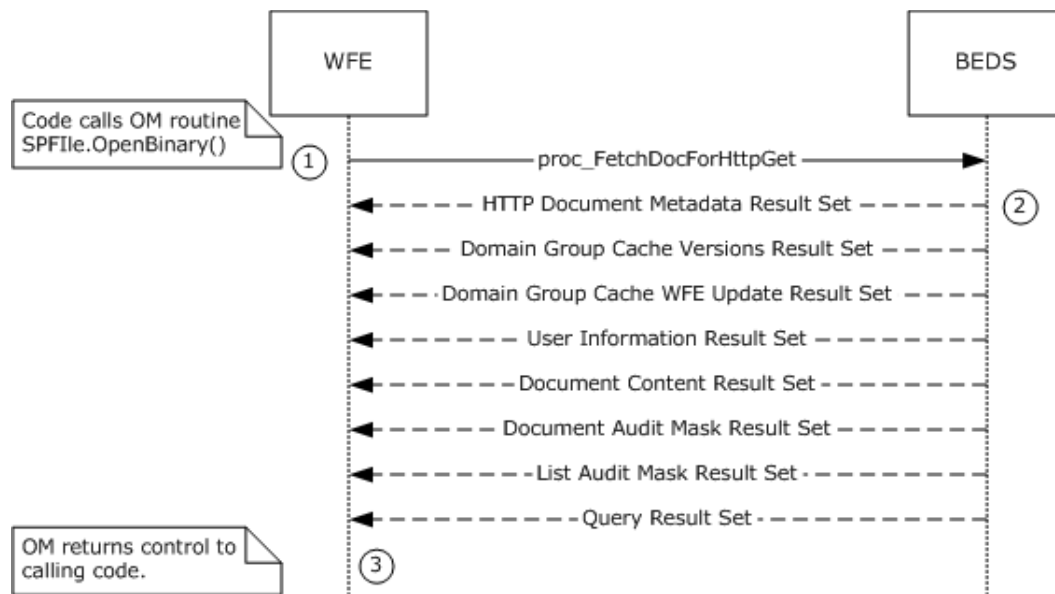 WFE
BEDS
Code calls OM routine
SPFIle.OpenBinary()
1
proc_FetchDocForHttpGet
HTTP Document Metadata Result Set
2
Domain Group Cache Versions Result Set
Domain Group Cache WFE Update Result Set
User Information Result Set
Document Content Result Set
Document Audit Mask Result Set
List Audit Mask Result Set
Query Result Set
OM returns control to
calling code.
3